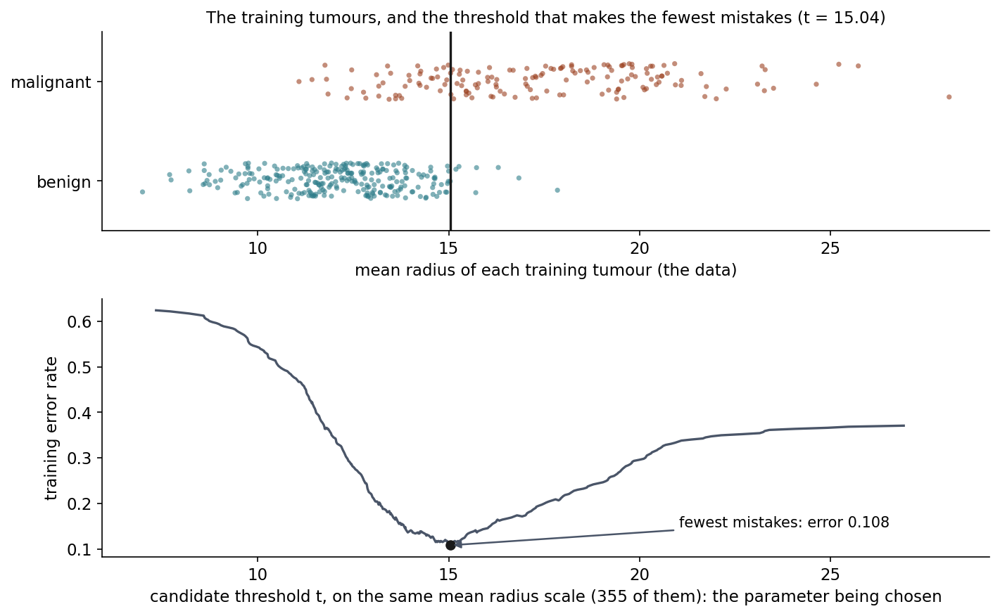 The training tumours, and the threshold that makes the fewest mistakes (t = 15.04)
malignant
benign
10 15 20 25
mean radius of each training tumour (the data)
0.6
0.5
0.4
0.3
0.2
0.1
training error rate
fewest mistakes: error 0.108
10 15 20 25
candidate threshold t, on the same mean radius scale (355 of them): the parameter being chosen